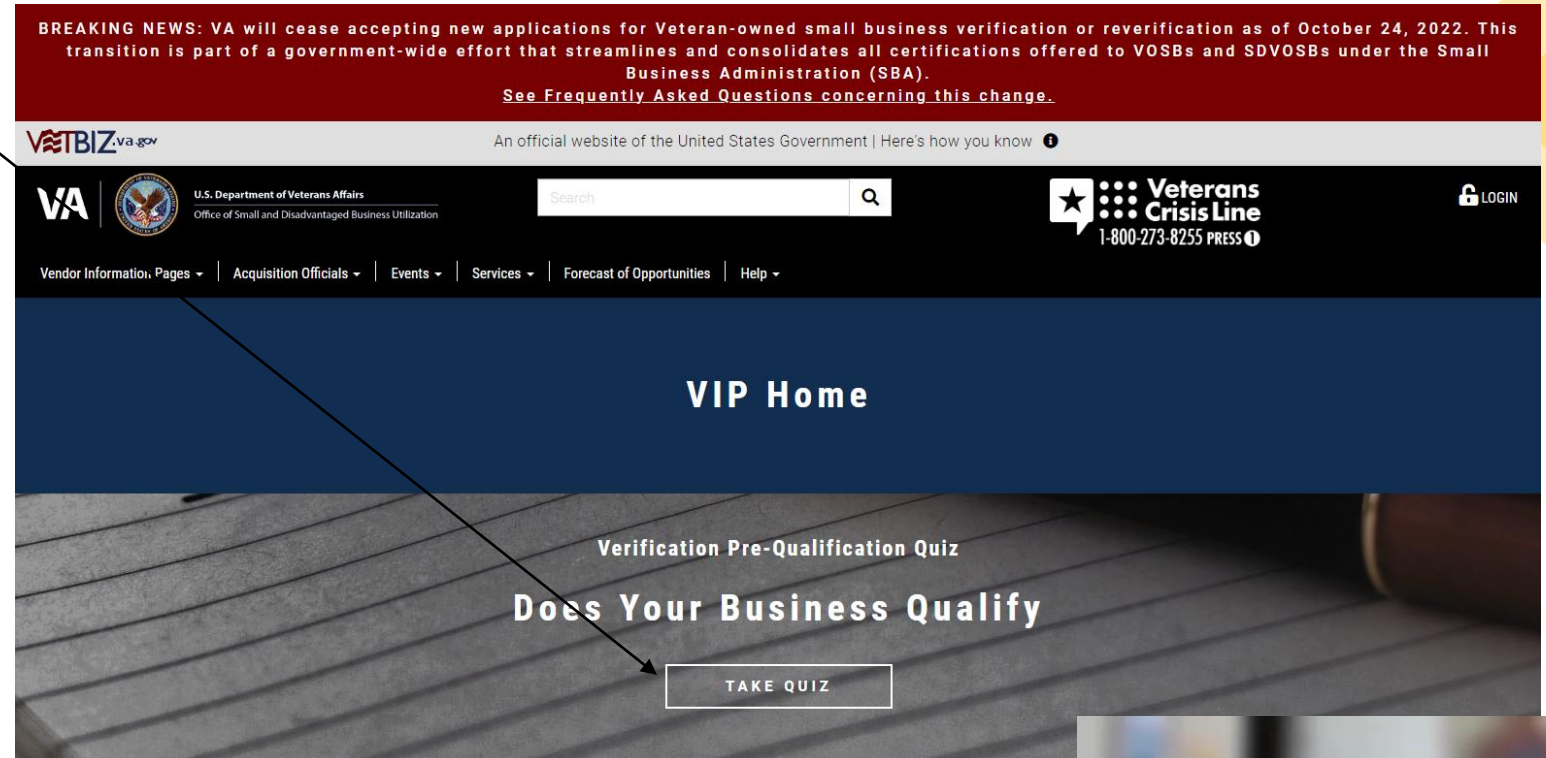 BREAKING NEWS: VA will cease accepting new applications for Veteran-owned small business verification or reverification as of October 24, 2022. This
transition is part of a government-wide effort that streamlines and consolidates all certifications offered to VOSBs and SDVOSBs under the Small
Business Administration (SBA).
See Frequently Asked Questions concerning this change.
VETBIZ.va.gov An official website of the United States Government | Here's how you know
VA U.S. Department of Veterans Affairs
Office of Small and Disadvantaged Business Utilization
Search
Veterans
Crisis Line
1-800-273-8255 PRESS 1
LOGIN
Vendor Information Pages | Acquisition Officials | Events | Services | Forecast of Opportunities | Help
VIP Home
Verification Pre-Qualification Quiz
Does Your Business Qualify
TAKE QUIZ